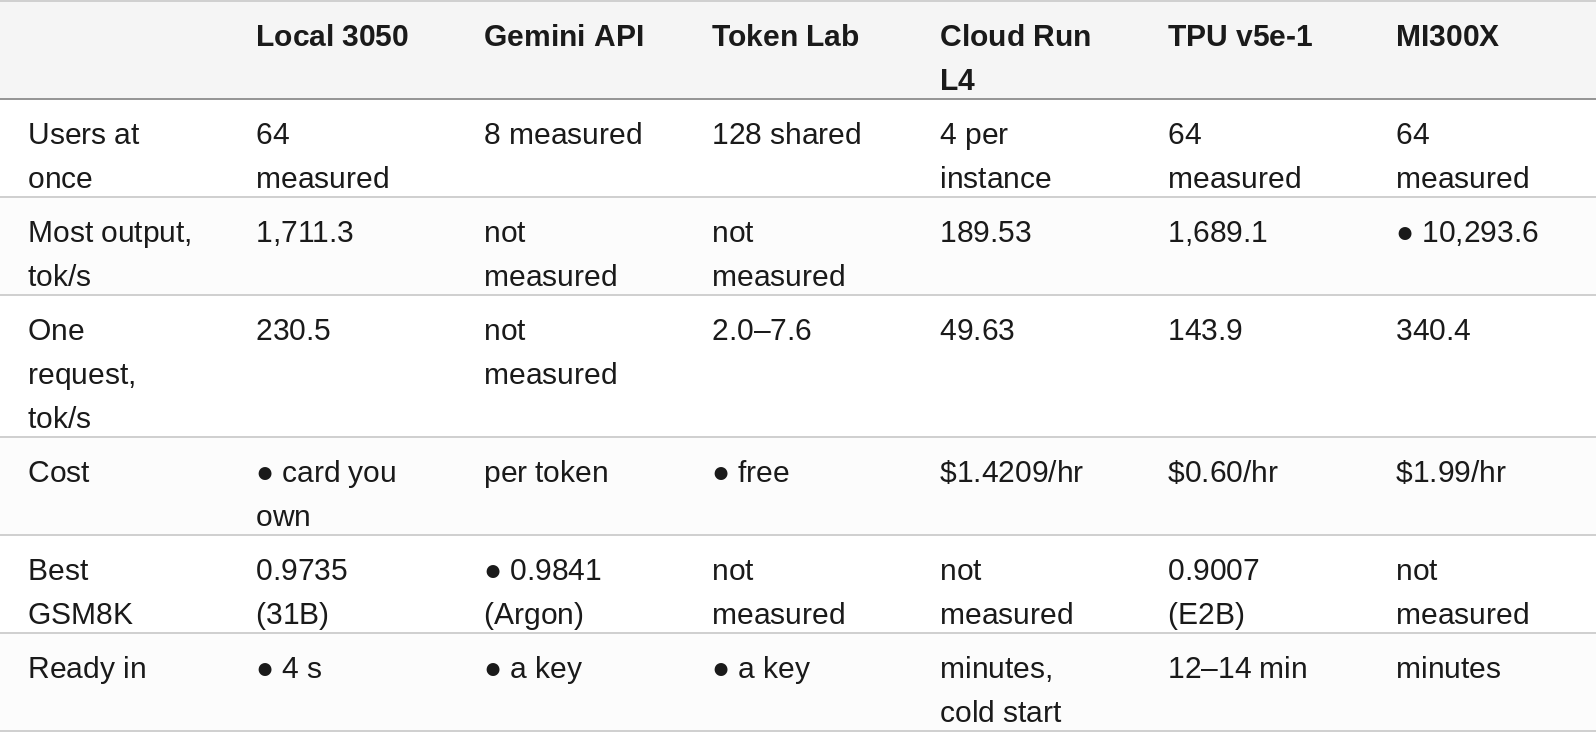 Local 3050 Gemini API Token Lab Cloud Run L4 TPU v5e-1 MI300X
Users at once 64 measured 8 measured 128 shared 4 per instance 64 measured 64 measured
Most output, tok/s 1,711.3 not measured not measured 189.53 1,689.1 ● 10,293.6
One request, tok/s 230.5 not measured 2.0–7.6 49.63 143.9 340.4
Cost ● card you own per token ● free $1.4209/hr $0.60/hr $1.99/hr
Best GSM8K 0.9735 (31B) ● 0.9841 (Argon) not measured not measured 0.9007 (E2B) not measured
Ready in ● 4 s ● a key ● a key minutes, cold start 12–14 min minutes